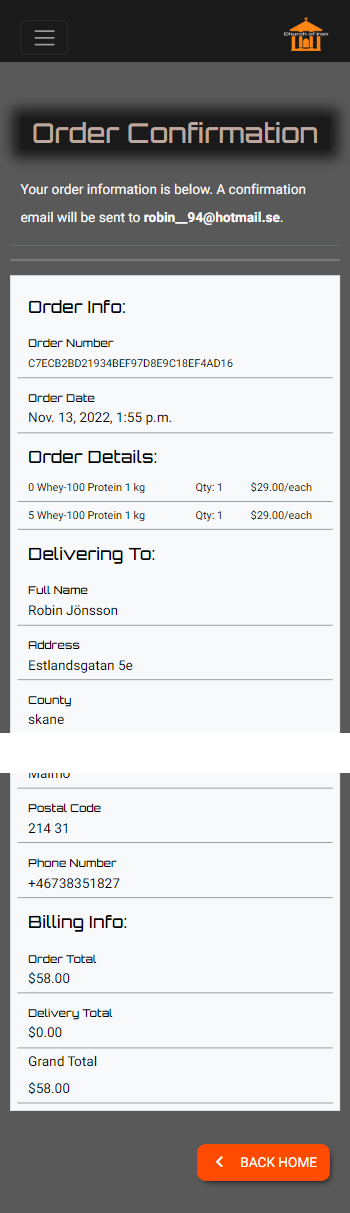 Church of Iron
Order Confirmation
Your order information is below. A confirmation
email will be sent to robin__94@hotmail.se.
Order Info:
Order Number
C7ECB2BD21934BEF97D8E9C18EF4AD16
Order Date
Nov. 13, 2022, 1:55 p.m.
Order Details:
0 Whey-100 Protein 1 kg Qty: 1 $29.00/each
5 Whey-100 Protein 1 kg Qty: 1 $29.00/each
Delivering To:
Full Name
Robin Jönsson
Address
Estlandsgatan 5e
County
skane
Malmö
Postal Code
214 31
Phone Number
+46738351827
Billing Info:
Order Total
$58.00
Delivery Total
$0.00
Grand Total
$58.00
BACK HOME